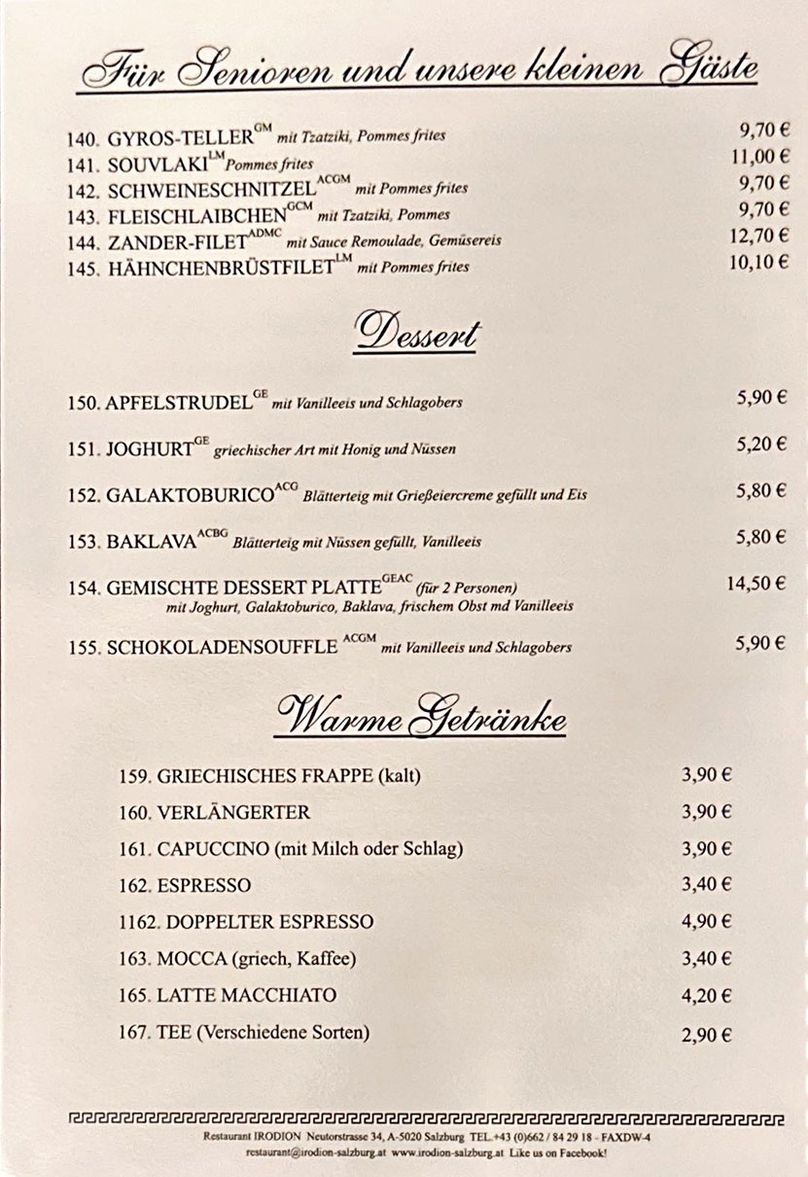 Für Senioren und unsere kleinen Gäste
140. GYROS-TELLER GM mit Tzatziki, Pommes frites 9,70 €
141. SOUVLAKI LM Pommes frites 11,00 €
142. SCHWEINESCHNITZEL ACGM mit Pommes frites 9,70 €
143. FLEISCHLAIBCHEN GCM mit Tzatziki, Pommes 9,70 €
144. ZANDER-FILET ADMC mit Sauce Remoulade, Gemüsereis 12,70 €
145. HÄHNCHENBRÜSTFILET LM mit Pommes frites 10,10 €
Dessert
150. APFELSTRUDEL GE mit Vanilleeis und Schlagobers 5,90 €
151. JOGHURT GE griechischer Art mit Honig und Nüssen 5,20 €
152. GALAKTOBURICO ACG Blätterteig mit Grießeiercreme gefüllt und Eis 5,80 €
153. BAKLAVA ACBG Blätterteig mit Nüssen gefüllt, Vanilleeis 5,80 €
154. GEMISCHTE DESSERT PLATTE GEAC (für 2 Personen) 14,50 €
mit Joghurt, Galaktoburico, Baklava, frischem Obst md Vanilleeis
155. SCHOKOLADENSOUFFLE ACGM mit Vanilleeis und Schlagobers 5,90 €
Warme Getränke
159. GRIECHISCHES FRAPPE (kalt) 3,90 €
160. VERLÄNGERTER 3,90 €
161. CAPUCCINO (mit Milch oder Schlag) 3,90 €
162. ESPRESSO 3,40 €
1162. DOPPELTER ESPRESSO 4,90 €
163. MOCCA (griech, Kaffee) 3,40 €
165. LATTE MACCHIATO 4,20 €
167. TEE (Verschiedene Sorten) 2,90 €
Restaurant IRODION Neutorstrasse 34, A-5020 Salzburg TEL.+43 (0)662 / 84 29 18 - FAXDW-4
restaurant@irodion-salzburg.at www.irodion-salzburg.at Like us on Facebook!